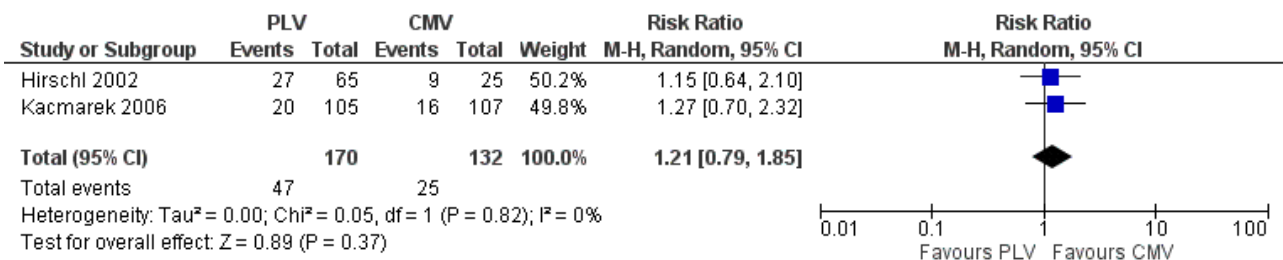 PLV CMV Risk Ratio Risk Ratio
Study or Subgroup Events Total Events Total Weight M-H, Random, 95% CI M-H, Random, 95% CI
Hirschl 2002 27 65 9 25 50.2% 1.15 [0.64, 2.10]
Kacmarek 2006 20 105 16 107 49.8% 1.27 [0.70, 2.32]
Total (95% CI) 170 132 100.0% 1.21 [0.79, 1.85]
Total events 47 25
Heterogeneity: Tau² = 0.00; Chi² = 0.05, df = 1 (P = 0.82); I² = 0%
Test for overall effect: Z = 0.89 (P = 0.37)
0.01 0.1 1 10 100
Favours PLV Favours CMV